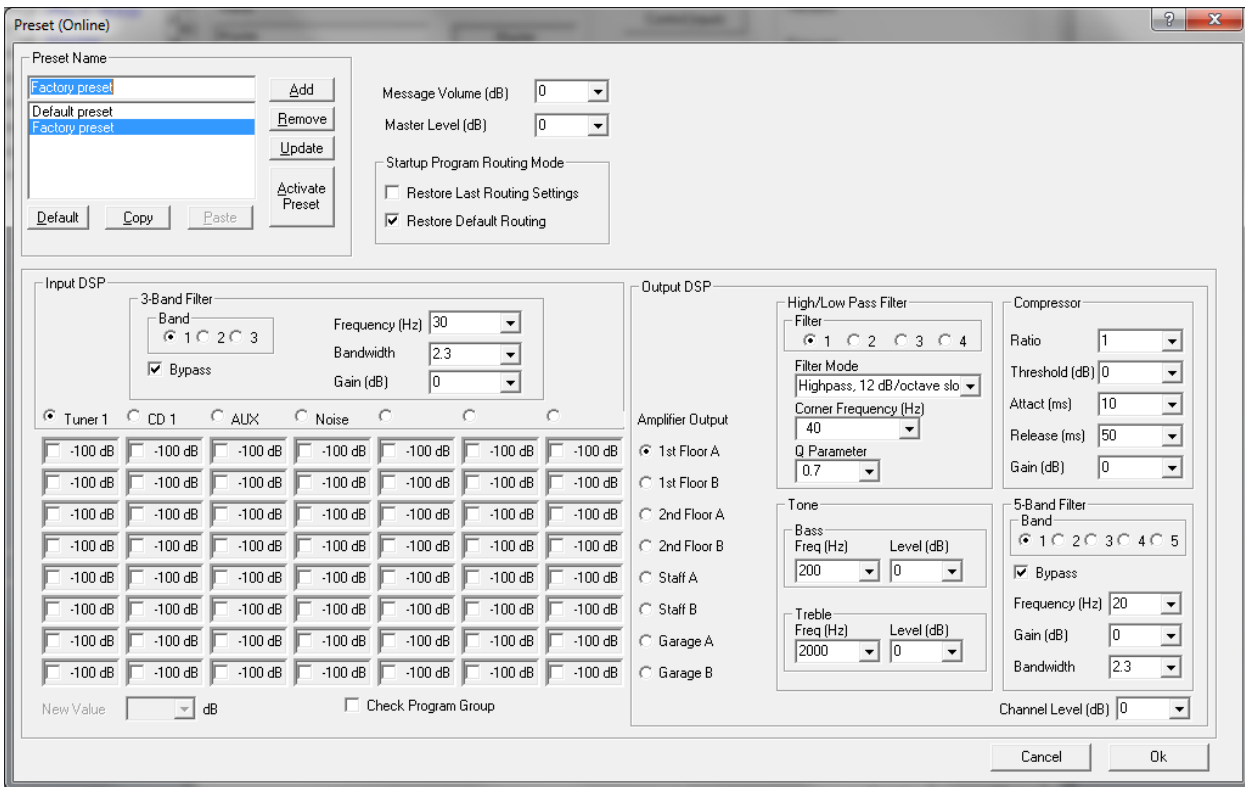 Preset (Online)
Preset Name
Factory preset
Default preset
Factory preset
Add
Remove
Update
Activate Preset
Default Copy Paste
Message Volume (dB) 0
Master Level (dB) 0
Startup Program Routing Mode
Restore Last Routing Settings
Restore Default Routing
Input DSP
3-Band Filter
Band
1 2 3
Bypass
Frequency (Hz) 30
Bandwidth 2.3
Gain (dB) 0
Tuner 1 CD 1 AUX Noise
-100 dB -100 dB -100 dB -100 dB -100 dB -100 dB -100 dB
-100 dB -100 dB -100 dB -100 dB -100 dB -100 dB -100 dB
-100 dB -100 dB -100 dB -100 dB -100 dB -100 dB -100 dB
-100 dB -100 dB -100 dB -100 dB -100 dB -100 dB -100 dB
-100 dB -100 dB -100 dB -100 dB -100 dB -100 dB -100 dB
-100 dB -100 dB -100 dB -100 dB -100 dB -100 dB -100 dB
-100 dB -100 dB -100 dB -100 dB -100 dB -100 dB -100 dB
-100 dB -100 dB -100 dB -100 dB -100 dB -100 dB -100 dB
New Value dB
Check Program Group
Output DSP
Amplifier Output
1st Floor A
1st Floor B
2nd Floor A
2nd Floor B
Staff A
Staff B
Garage A
Garage B
High/Low Pass Filter
Filter
1 2 3 4
Filter Mode
Highpass, 12 dB/octave slo
Corner Frequency (Hz)
40
Q Parameter
0.7
Tone
Bass
Freq (Hz) Level (dB)
200 0
Treble
Freq (Hz) Level (dB)
2000 0
Compressor
Ratio 1
Threshold (dB) 0
Attact (ms) 10
Release (ms) 50
Gain (dB) 0
5-Band Filter
Band
1 2 3 4 5
Bypass
Frequency (Hz) 20
Gain (dB) 0
Bandwidth 2.3
Channel Level (dB) 0
Cancel Ok